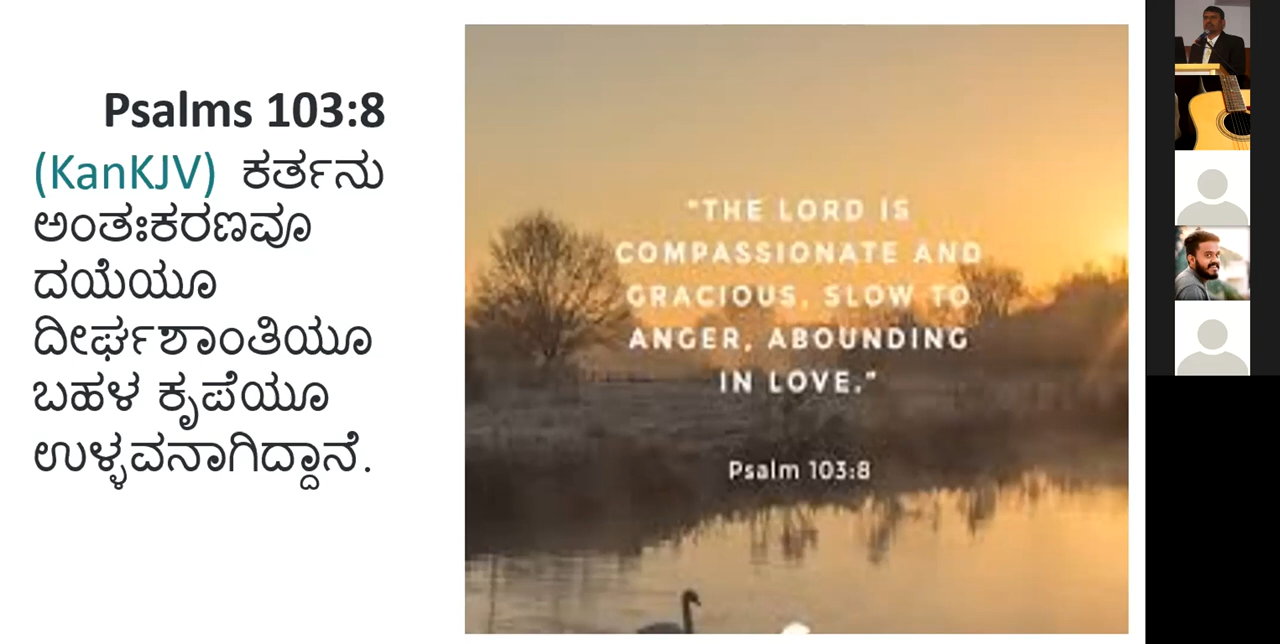 Psalms 103:8
(KanKJV) ಕರ್ತನು
ಅಂತಃಕರಣವೂ
ದಯೆಯೂ
ದೀರ್ಘಶಾಂತಿಯೂ
ಬಹಳ ಕೃಪೆಯೂ
ಉಳ್ಳವನಾಗಿದ್ದಾನೆ.
"THE LORD IS
COMPASSIONATE AND
GRACIOUS, SLOW TO
ANGER, ABOUNDING
IN LOVE."
Psalm 103:8